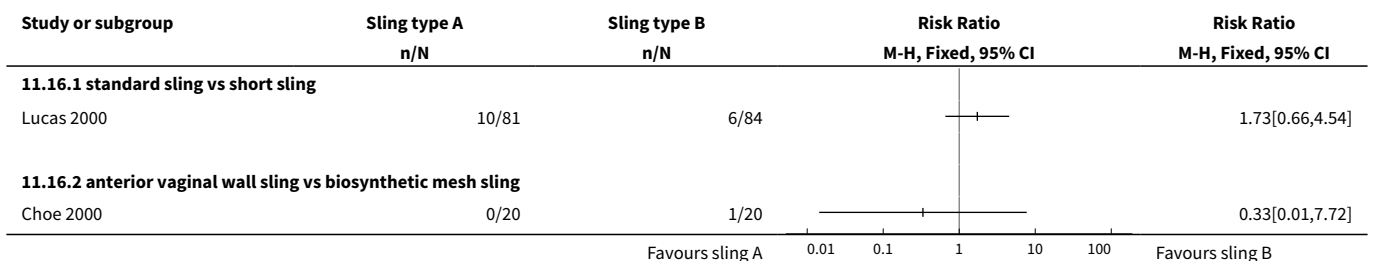 Study or subgroup Sling type A Sling type B Risk Ratio Risk Ratio
n/N n/N M-H, Fixed, 95% CI M-H, Fixed, 95% CI
11.16.1 standard sling vs short sling
Lucas 2000 10/81 6/84 1.73[0.66,4.54]
11.16.2 anterior vaginal wall sling vs biosynthetic mesh sling
Choe 2000 0/20 1/20 0.33[0.01,7.72]
Favours sling A 0.01 0.1 1 10 100 Favours sling B